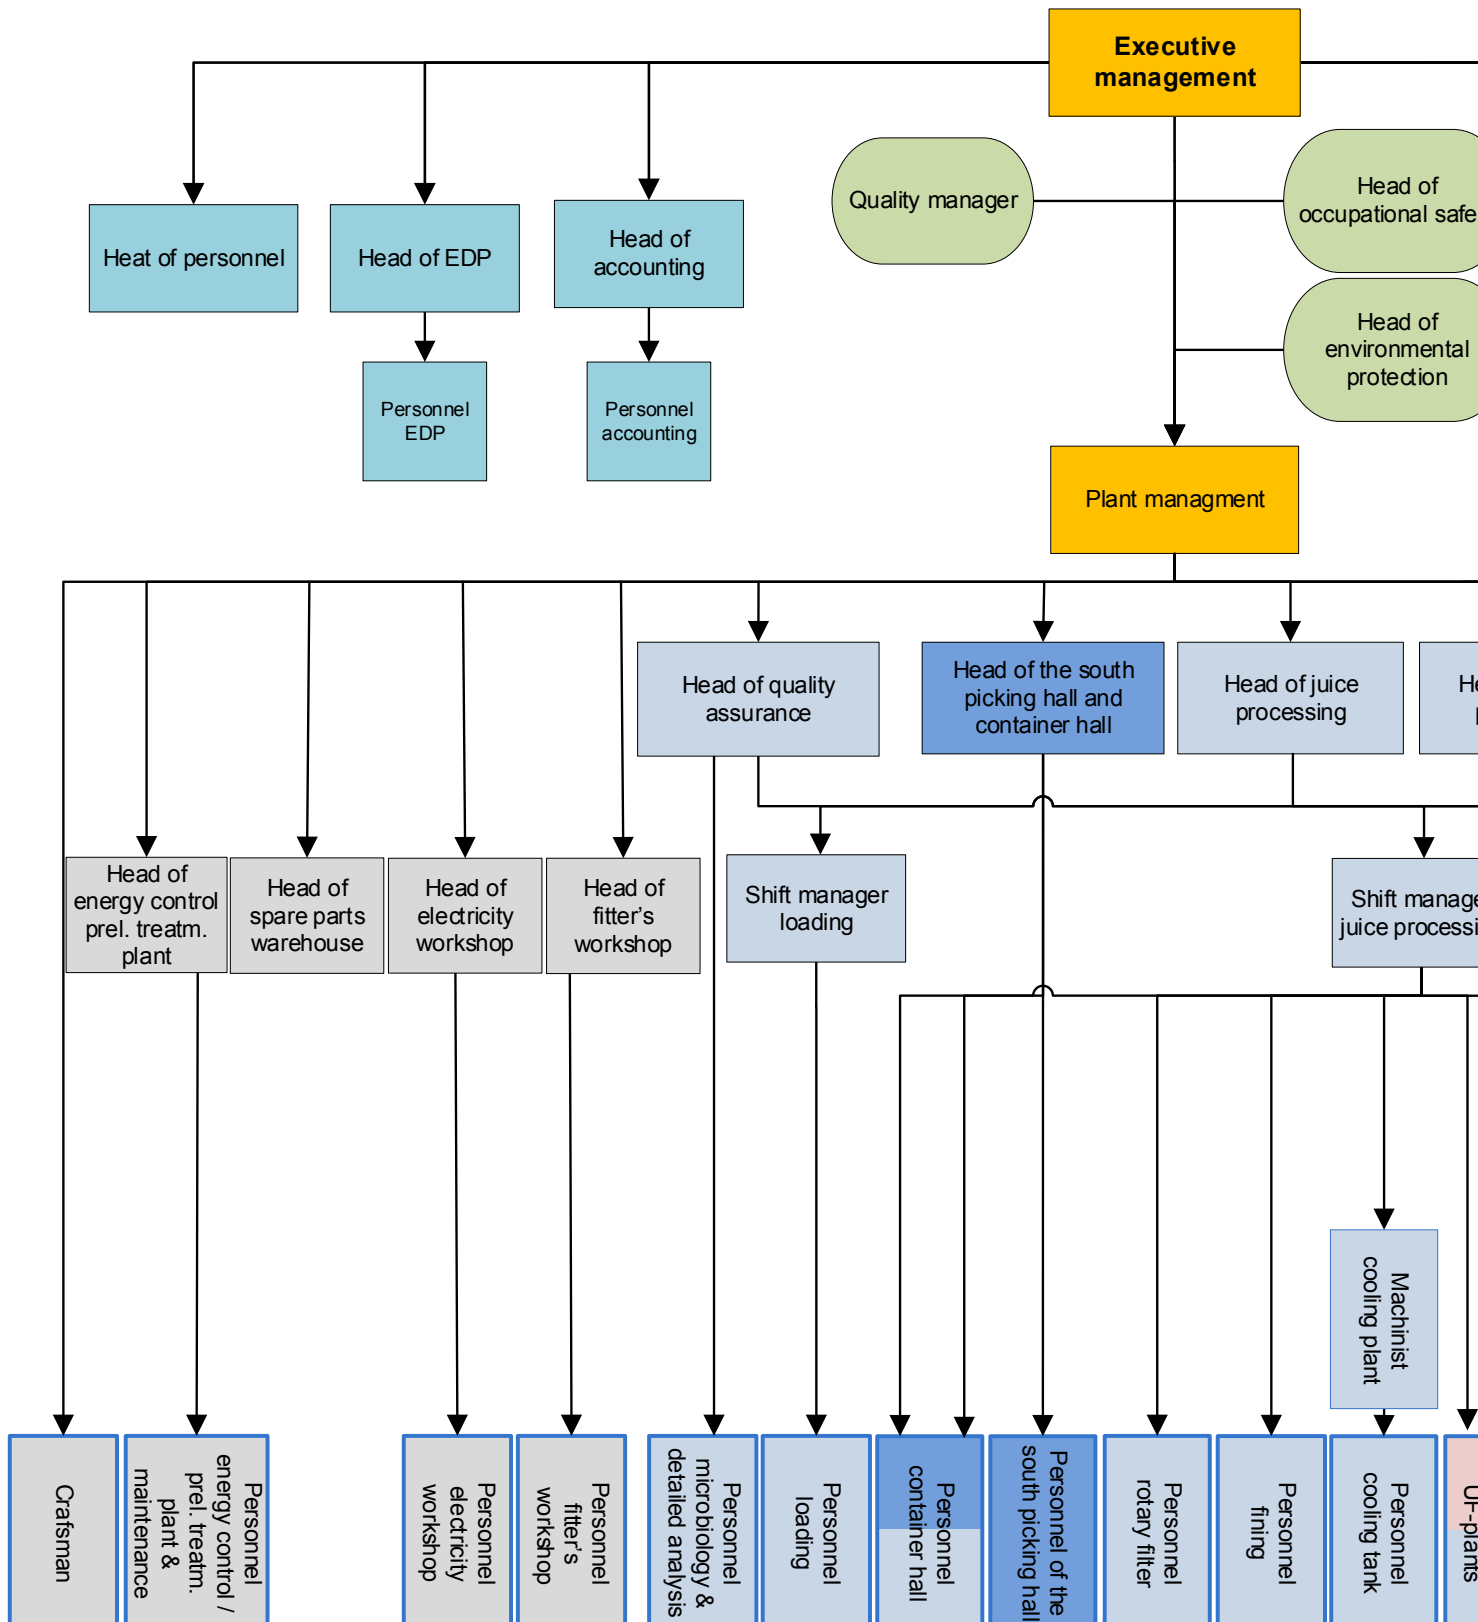 Executive
management
Quality manager
Head of
occupational safe
Heat of personnel
Head of EDP
Head of
accounting
Head of
environmental
protection
Personnel
EDP
Personnel
accounting
Plant managment
Head of quality
assurance
Head of the south
picking hall and
container hall
Head of juice
processing
Head of
energy control
prel. treatm.
plant
Head of
spare parts
warehouse
Head of
electricity
workshop
Head of
fitter's
workshop
Shift manager
loading
Shift manage
juice processi
Machinist
cooling plant
Crafsman
Personnel
energy control /
prel. treatm.
plant &
maintenance
Personnel
electricity
workshop
Personnel
fitter's
workshop
Personnel
microbiology &
detailed analysis
Personnel
loading
Personnel
container hall
Personnel of the
south picking hall
Personnel
rotary filter
Personnel
fining
Personnel
cooling tank
UF-plants